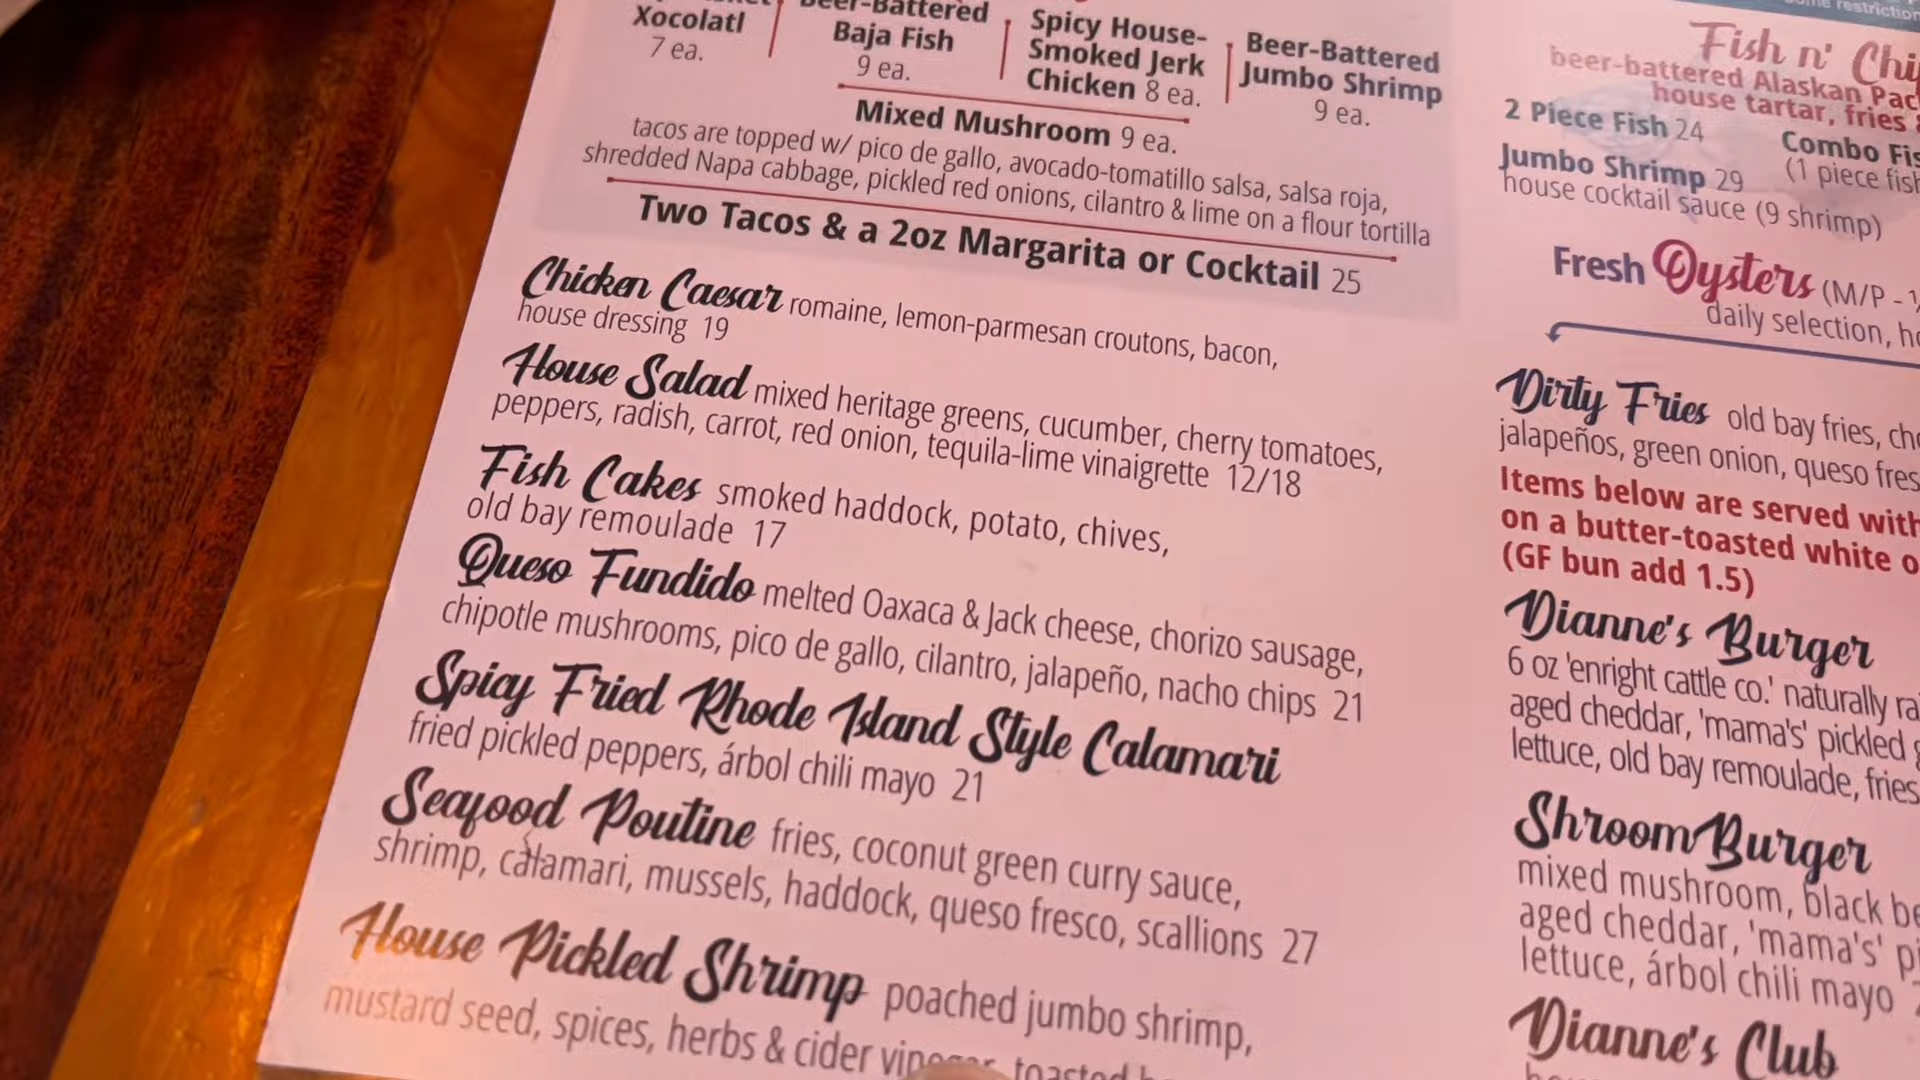 Xocolatl
7 ea.
Beer-Battered
Baja Fish
9 ea.
Spicy House-
Smoked Jerk
Chicken 8 ea.
Beer-Battered
Jumbo Shrimp
9 ea.
Mixed Mushroom 9 ea.
tacos are topped w/ pico de gallo, avocado-tomatillo salsa, salsa roja,
shredded Napa cabbage, pickled red onions, cilantro & lime on a flour tortilla
Two Tacos & a 2oz Margarita or Cocktail 25
Chicken Caesar romaine, lemon-parmesan croutons, bacon,
house dressing 19
House Salad mixed heritage greens, cucumber, cherry tomatoes,
peppers, radish, carrot, red onion, tequila-lime vinaigrette 12/18
Fish Cakes smoked haddock, potato, chives,
old bay remoulade 17
Queso Fundido melted Oaxaca & Jack cheese, chorizo sausage,
chipotle mushrooms, pico de gallo, cilantro, jalapeño, nacho chips 21
Spicy Fried Rhode Island Style Calamari
fried pickled peppers, árbol chili mayo 21
Seafood Poutine fries, coconut green curry sauce,
shrimp, calamari, mussels, haddock, queso fresco, scallions 27
House Pickled Shrimp poached jumbo shrimp,
mustard seed, spices, herbs & cider
some restriction
Fish n'
beer-battered Alaskan
house tartar, fries
2 Piece Fish 24
Combo
(1 piece
Jumbo Shrimp 29
house cocktail sauce (9 shrimp)
Fresh Oysters (M/P -
daily selection,
Dirty Fries old bay fries,
jalapeños, green onion, queso
Items below are served with
on a butter-toasted white
(GF bun add 1.5)
Dianne's Burger
6 oz 'enright cattle co.' naturally
aged cheddar, 'mama's' pickled
lettuce, old bay remoulade, fries
Shroom Burger
mixed mushroom, black
aged cheddar, 'mama's'
lettuce, árbol chili mayo
Dianne's Club